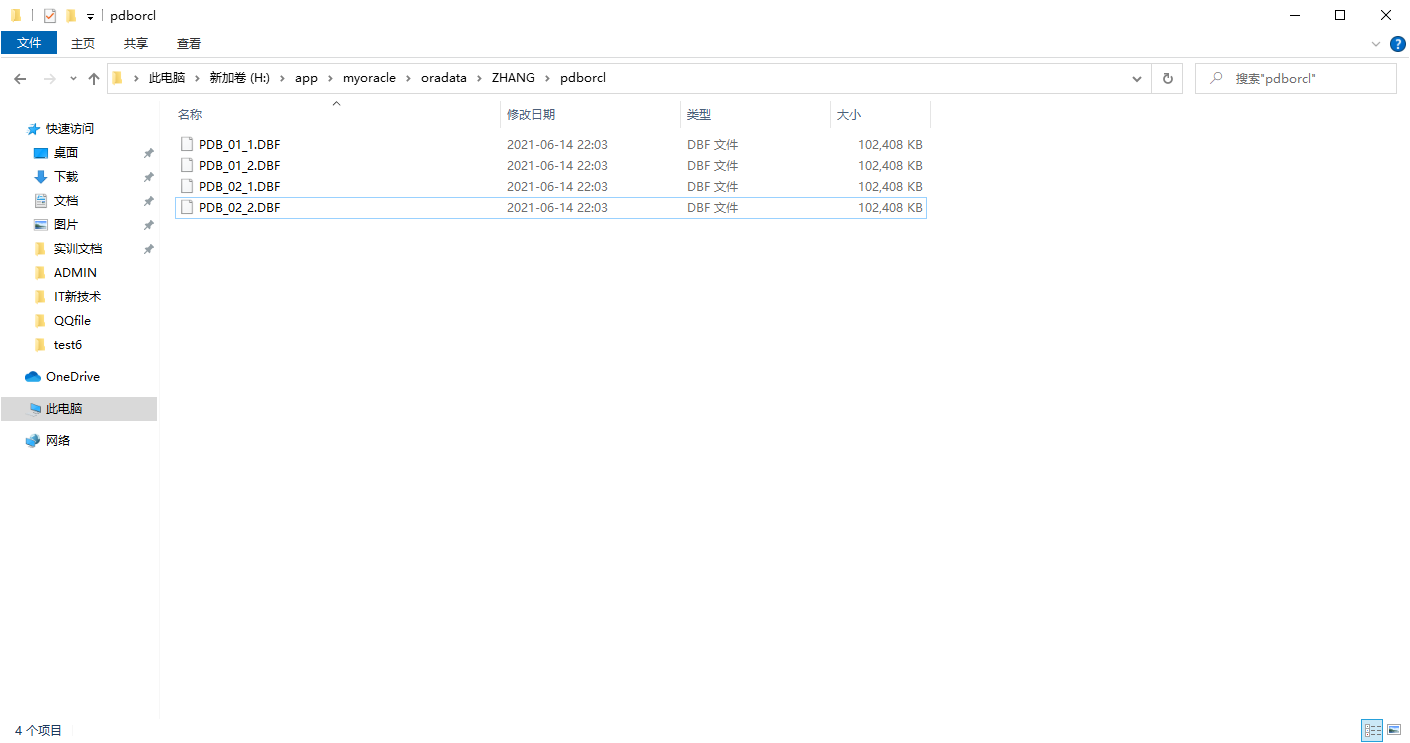 pdborcl
文件 主页 共享 查看
此电脑 新加卷 (H:) app myoracle oradata ZHANG pdborcl 搜索"pdborcl"
名称 修改日期 类型 大小
PDB_01_1.DBF 2021-06-14 22:03 DBF 文件 102,408 KB
PDB_01_2.DBF 2021-06-14 22:03 DBF 文件 102,408 KB
PDB_02_1.DBF 2021-06-14 22:03 DBF 文件 102,408 KB
PDB_02_2.DBF 2021-06-14 22:03 DBF 文件 102,408 KB
快速访问
桌面
下载
文档
图片
实训文档
ADMIN
IT新技术
QQfile
test6
OneDrive
此电脑
网络
4 个项目